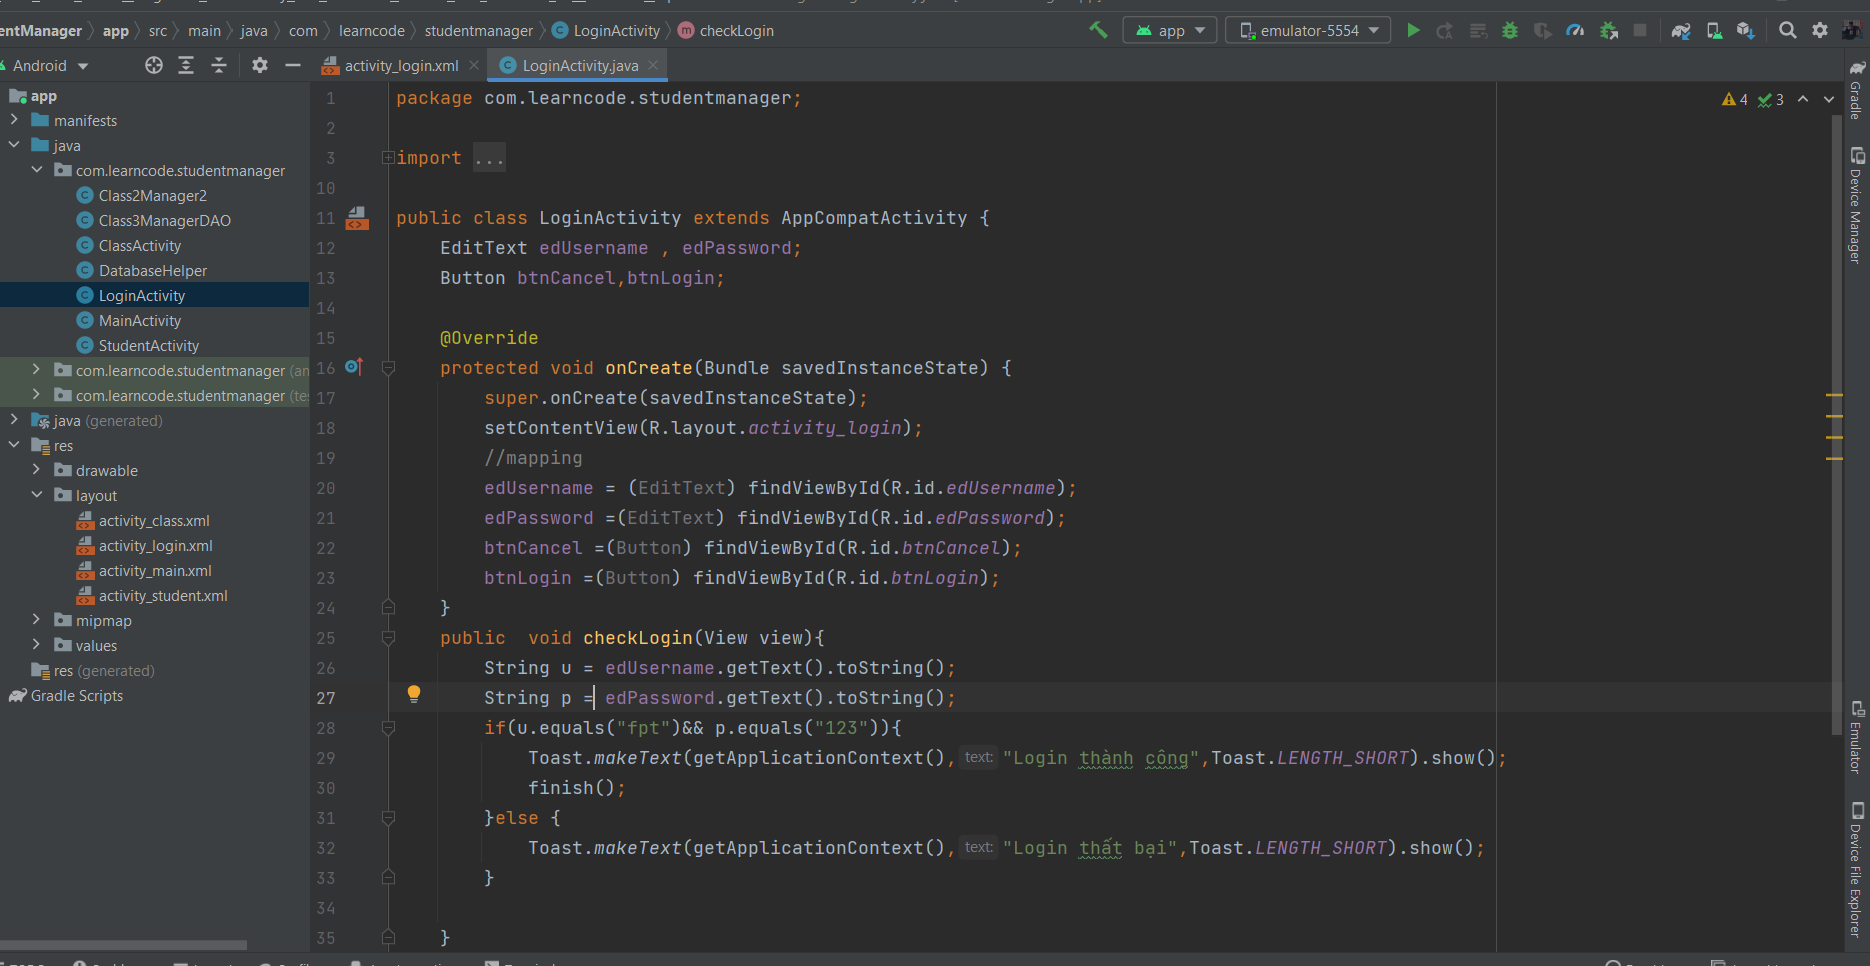 entManager app src main java com learncode studentmanager LoginActivity checkLogin app emulator-5554
Android activity_login.xml LoginActivity.java
app
manifests
java
com.learncode.studentmanager
Class2Manager2
Class3ManagerDAO
ClassActivity
DatabaseHelper
LoginActivity
MainActivity
StudentActivity
com.learncode.studentmanager (an
com.learncode.studentmanager (tes
java (generated)
res
drawable
layout
activity_class.xml
activity_login.xml
activity_main.xml
activity_student.xml
mipmap
values
res (generated)
Gradle Scripts
4 3
1 package com.learncode.studentmanager;
2
3 import ...
10
11 public class LoginActivity extends AppCompatActivity {
12 EditText edUsername , edPassword;
13 Button btnCancel,btnLogin;
14
15 @Override
16 protected void onCreate(Bundle savedInstanceState) {
17 super.onCreate(savedInstanceState);
18 setContentView(R.layout.activity_login);
19 //mapping
20 edUsername = (EditText) findViewById(R.id.edUsername);
21 edPassword =(EditText) findViewById(R.id.edPassword);
22 btnCancel =(Button) findViewById(R.id.btnCancel);
23 btnLogin =(Button) findViewById(R.id.btnLogin);
24 }
25 public  void checkLogin(View view){
26 String u = edUsername.getText().toString();
27 String p = edPassword.getText().toString();
28 if(u.equals("fpt")&& p.equals("123")){
29 Toast.makeText(getApplicationContext(), text: "Login thành công",Toast.LENGTH_SHORT).show();
30 finish();
31 }else {
32 Toast.makeText(getApplicationContext(), text: "Login thất bại",Toast.LENGTH_SHORT).show();
33 }
34
35 }
Gradle
Device Manager
Emulator
Device File Explorer